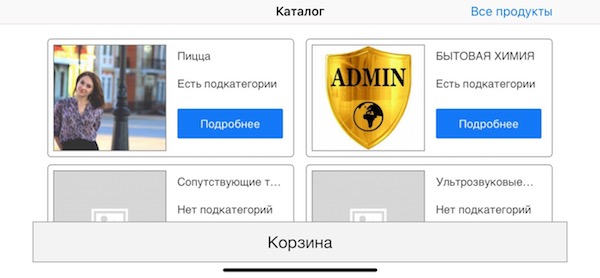 Каталог
Все продукты
Пицца
Есть подкатегории
Подробнее
ADMIN
БЫТОВАЯ ХИМИЯ
Есть подкатегории
Подробнее
Сопутствующие т...
Нет подкатегорий
Ультрозвуковые...
Нет подкатегорий
Корзина